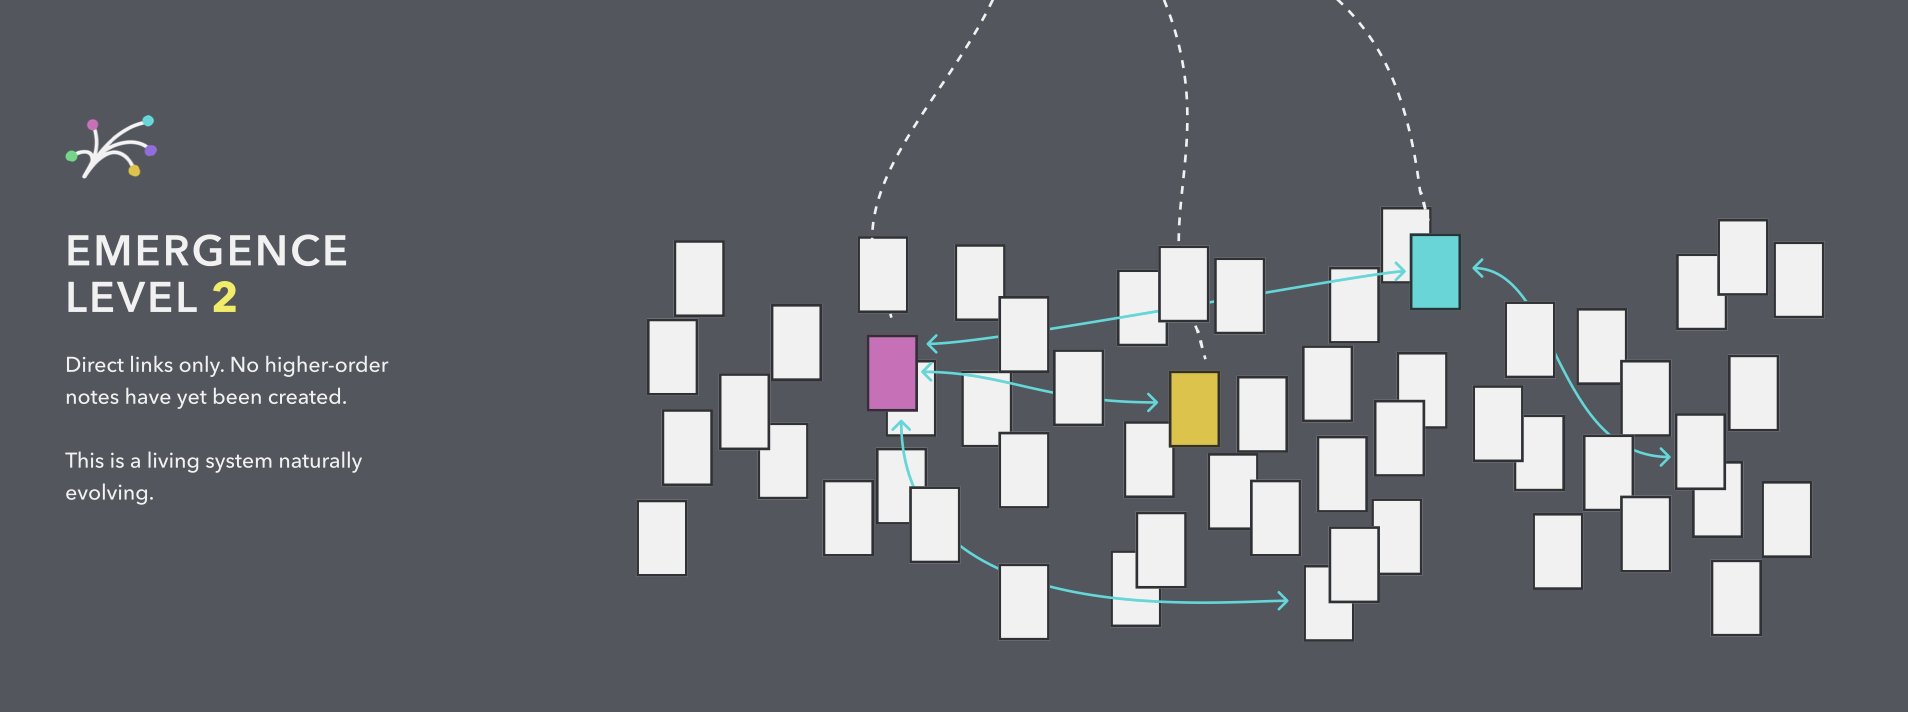 EMERGENCE
LEVEL 2
Direct links only. No higher-order
notes have yet been created.
This is a living system naturally
evolving.